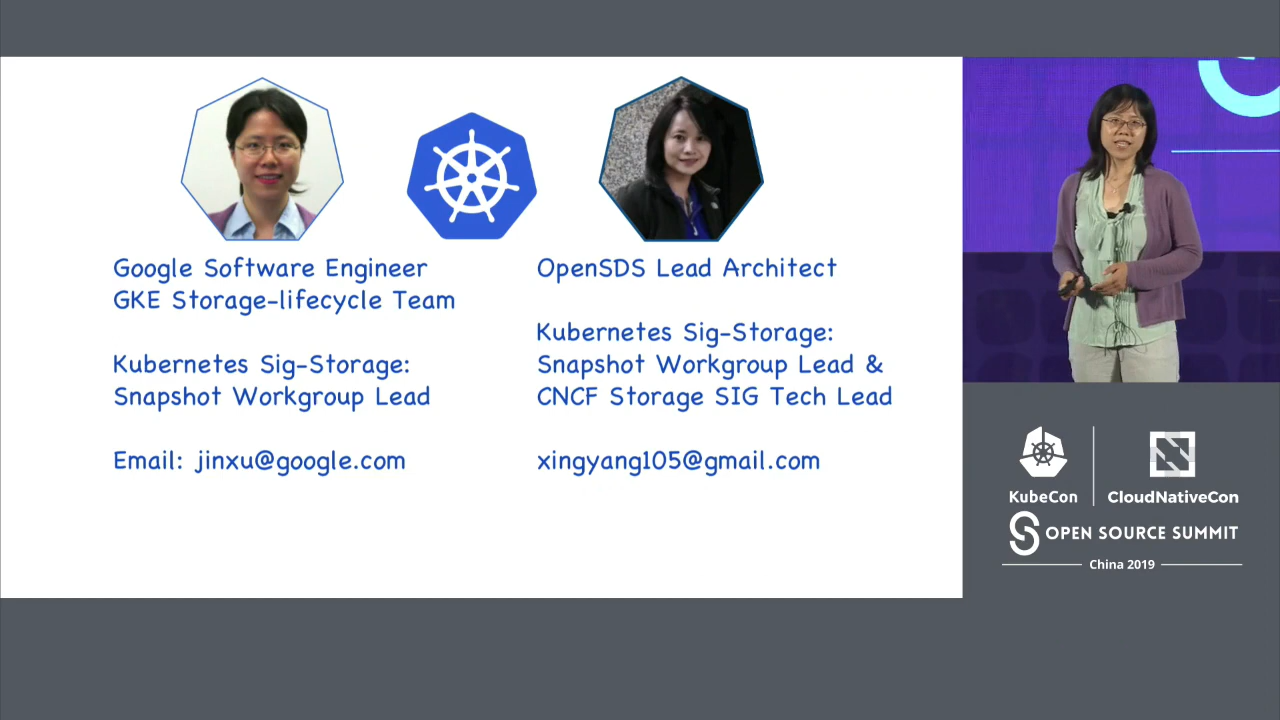 Google Software Engineer
GKE Storage-lifecycle Team
Kubernetes Sig-Storage:
Snapshot Workgroup Lead
Email: jinxu@google.com
OpenSDS Lead Architect
Kubernetes Sig-Storage:
Snapshot Workgroup Lead &
CNCF Storage SIG Tech Lead
xingyang105@gmail.com
KubeCon
CloudNativeCon
OPEN SOURCE SUMMIT
China 2019